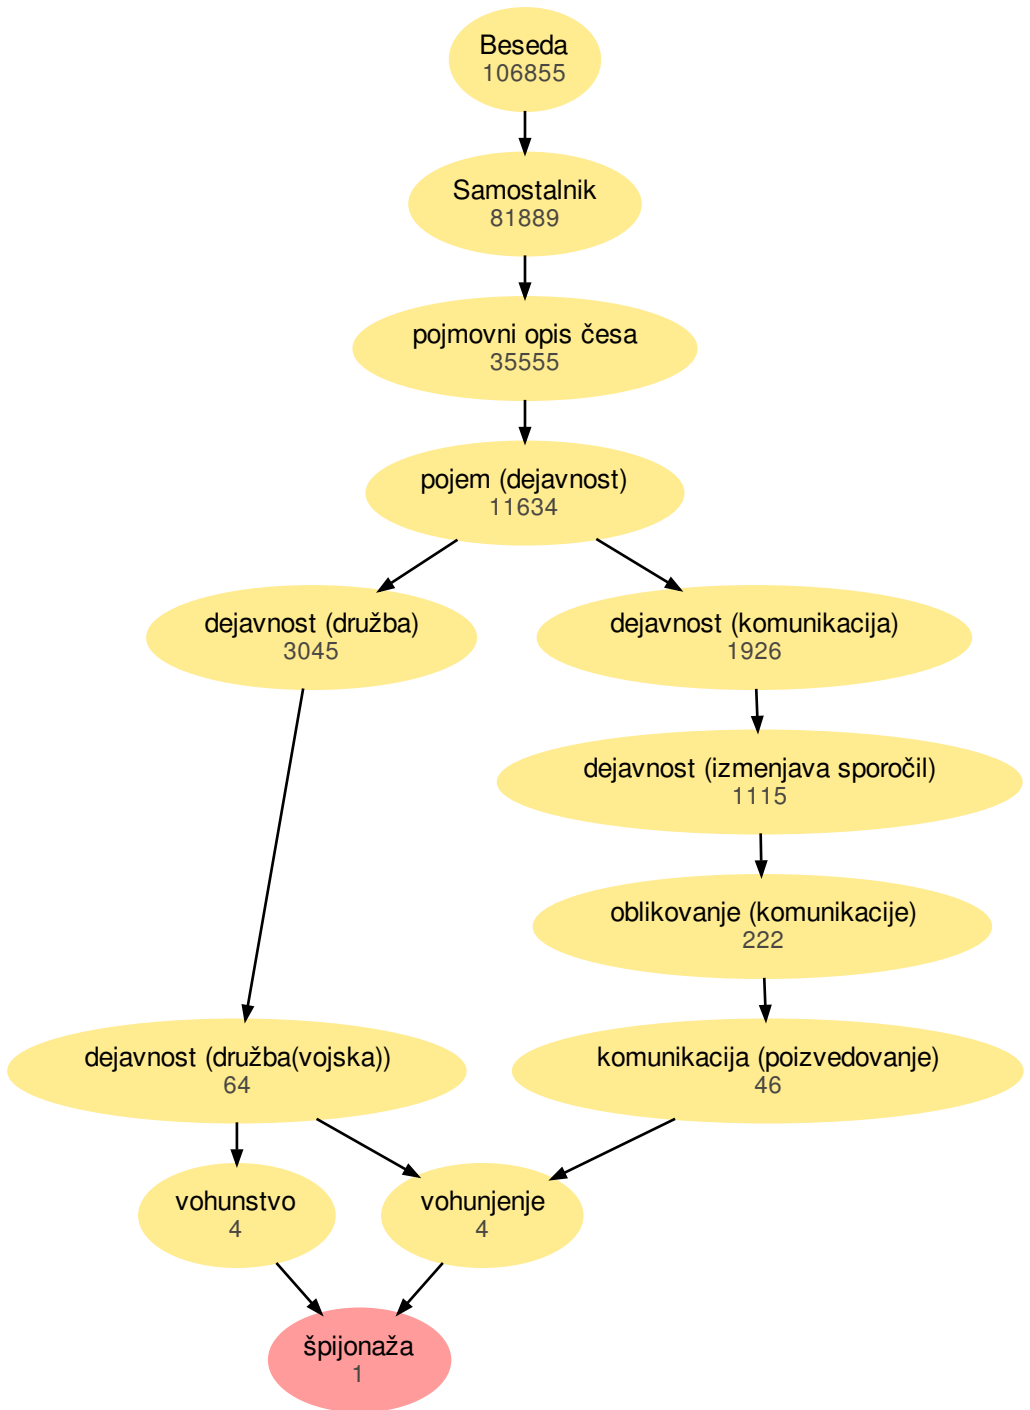 Beseda
106855
Samostalnik
81889
pojmovni opis česa
35555
pojem (dejavnost)
11634
dejavnost (družba)
3045
dejavnost (komunikacija)
1926
dejavnost (izmenjava sporočil)
1115
oblikovanje (komunikacije)
222
dejavnost (družba(vojska))
64
komunikacija (poizvedovanje)
46
vohunstvo
4
vohunjenje
4
špijonaža
1